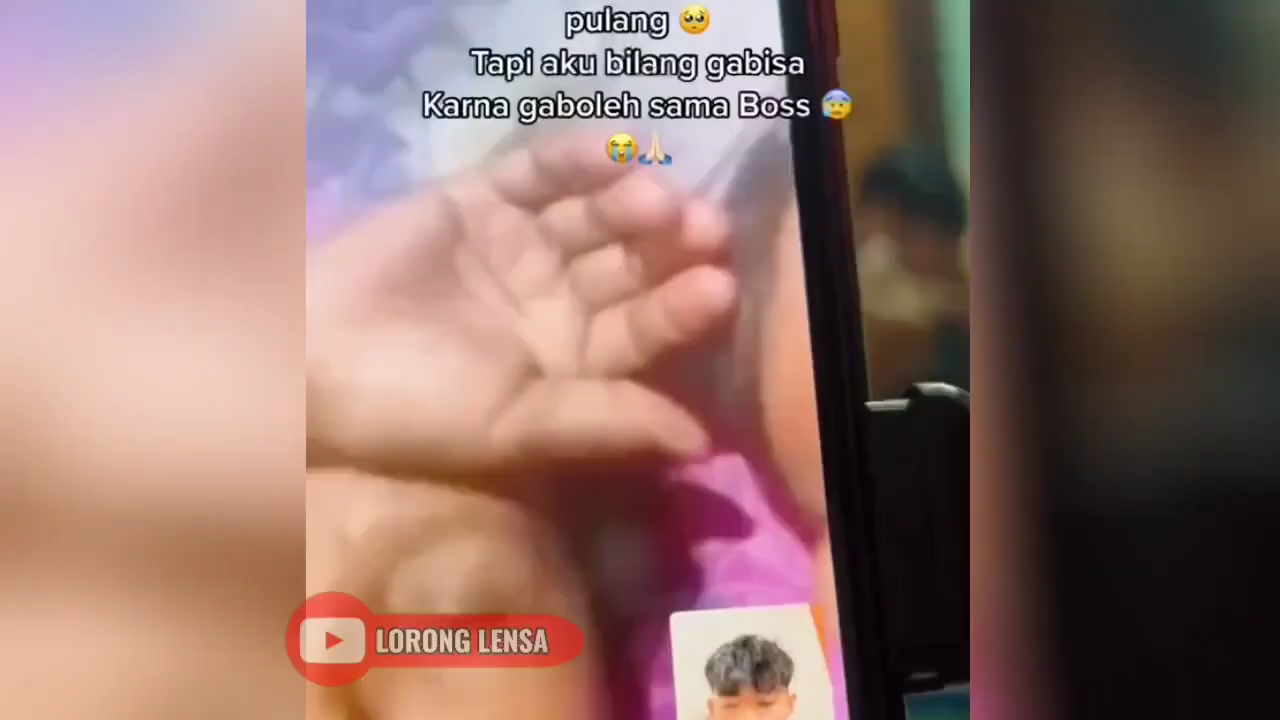 pulang 🥺
Tapi aku bilang gabisa
Karna gaboleh sama Boss 😰
😭🙏🏻
LORONG LENSA